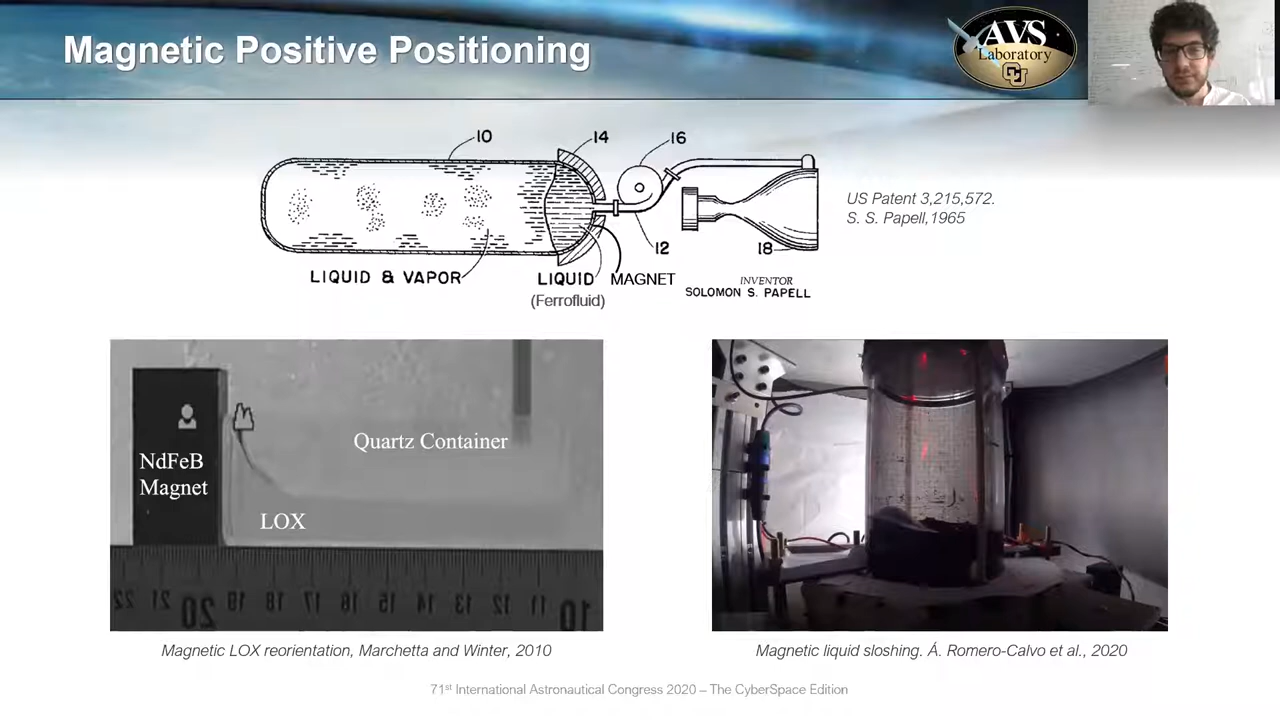 Magnetic Positive Positioning
AVS
Laboratory
CU
10
14
16
US Patent 3,215,572.
S. S. Papell,1965
12
18
LIQUID & VAPOR
LIQUID
MAGNET
(Ferrofluid)
INVENTOR
SOLOMON S. PAPELL
Quartz Container
NdFeB
Magnet
LOX
22 21 20 19 18 17 16 15 14 13 12 11 10
Magnetic LOX reorientation, Marchetta and Winter, 2010
Magnetic liquid sloshing. Á. Romero-Calvo et al., 2020
71st International Astronautical Congress 2020 – The CyberSpace Edition